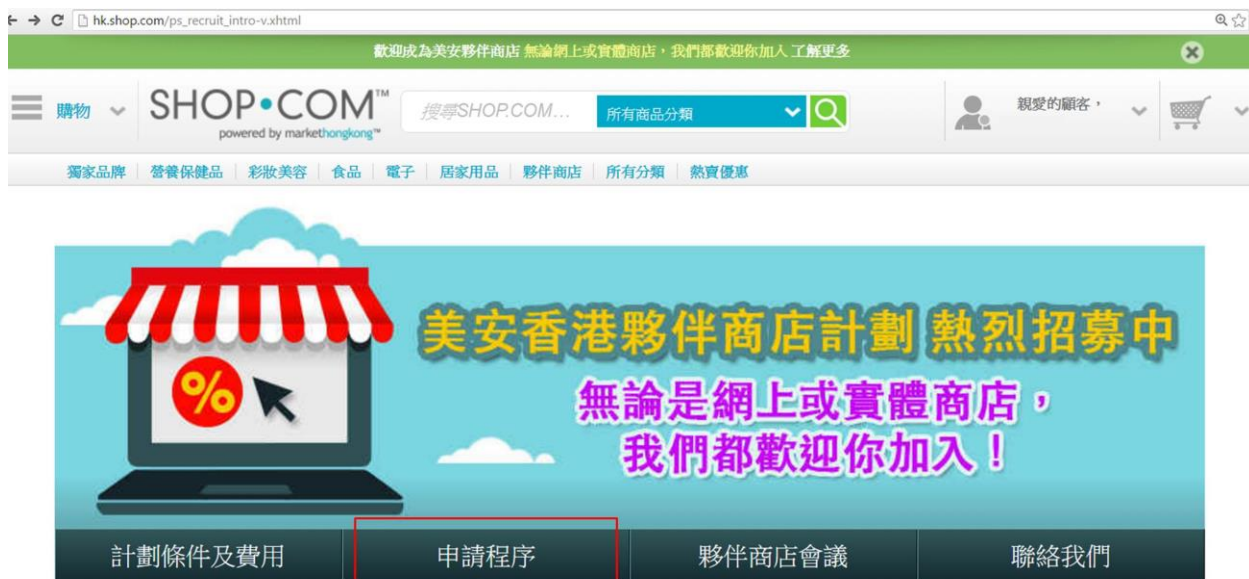 hk.shop.com/ps_recruit_intro-v.xhtml
歡迎成為美安夥伴商店 無論網上或實體商店，我們都歡迎你加入 了解更多
購物 SHOP•COM™ 搜尋SHOP.COM... 所有商品分類 親愛的顧客，
powered by markethongkong™
獨家品牌 營養保健品 彩妝美容 食品 電子 居家用品 夥伴商店 所有分類 熱賣優惠
美安香港夥伴商店計劃 熱烈招募中
%
無論是網上或實體商店，
我們都歡迎你加入！
計劃條件及費用 申請程序 夥伴商店會議 聯絡我們